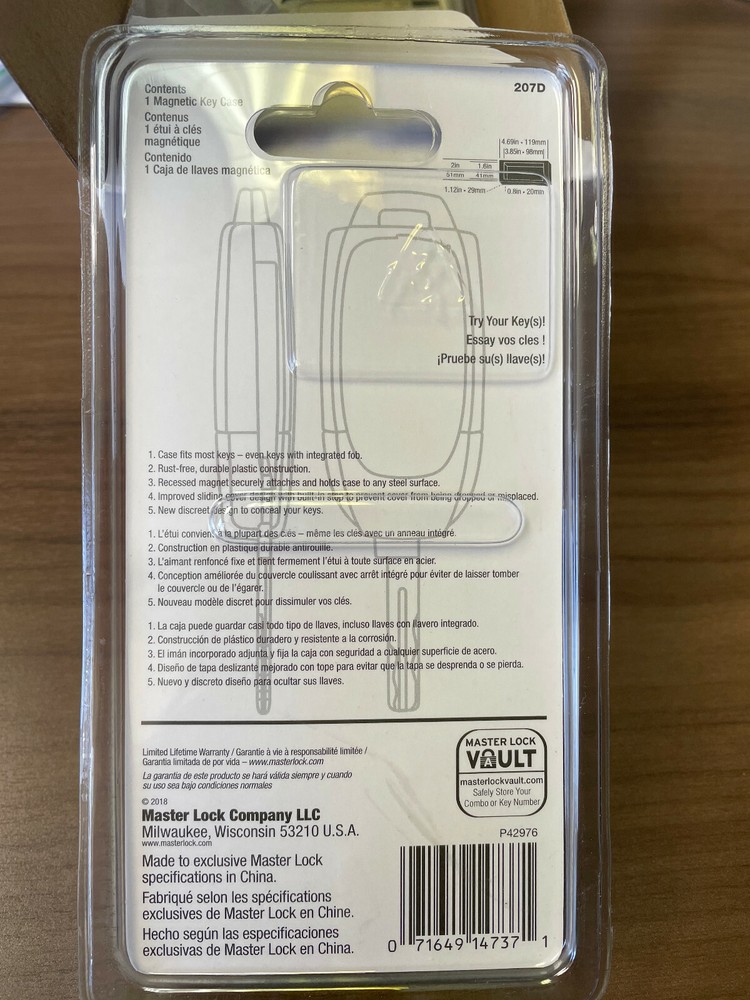 Contents
1 Magnetic Key Case
Contenus
1 étui à clés
magnétique
Contenido
1 Caja de llaves magnética
207D
4.69in • 119mm
3.85in • 98mm
2in 1.6in
51mm 41mm
1.12in • 29mm
0.8in • 20min
Try Your Key(s)!
Essay vos cles !
¡Pruebe su(s) llave(s)!
1. Case fits most keys – even keys with integrated fob.
2. Rust-free, durable plastic construction.
3. Recessed magnet securely attaches and holds case to any steel surface.
4. Improved sliding cover design with built-in stop to prevent cover from being dropped or misplaced.
5. New discreet design to conceal your keys.
1. L'étui convient à la plupart des clés – même les clés avec un anneau intégré.
2. Construction en plastique durable antirouille.
3. L'aimant renfoncé fixe et tient fermement l'étui à toute surface en acier.
4. Conception améliorée du couvercle coulissant avec arrêt intégré pour éviter de laisser tomber
le couvercle ou de l'égarer.
5. Nouveau modèle discret pour dissimuler vos clés.
1. La caja puede guardar casi todo tipo de llaves, incluso llaves con llavero integrado.
2. Construcción de plástico duradero y resistente a la corrosión.
3. El imán incorporado adjunta y fija la caja con seguridad a cualquier superficie de acero.
4. Diseño de tapa deslizante mejorado con tope para evitar que la tapa se desprenda o se pierda.
5. Nuevo y discreto diseño para ocultar sus llaves.
Limited Lifetime Warranty / Garantie à vie à responsabilité limitée /
Garantía limitada de por vida – www.masterlock.com
La garantía de este producto se hará válida siempre y cuando
su uso sea bajo condiciones normales
© 2018
Master Lock Company LLC
Milwaukee, Wisconsin 53210 U.S.A.
www.masterlock.com
Made to exclusive Master Lock
specifications in China.
Fabriqué selon les spécifications
exclusives de Master Lock en Chine.
Hecho según las especificaciones
exclusivas de Master Lock en China.
MASTER LOCK
VAULT
masterlockvault.com
Safely Store Your
Combo or Key Number
P42976
0 71649 14737 1